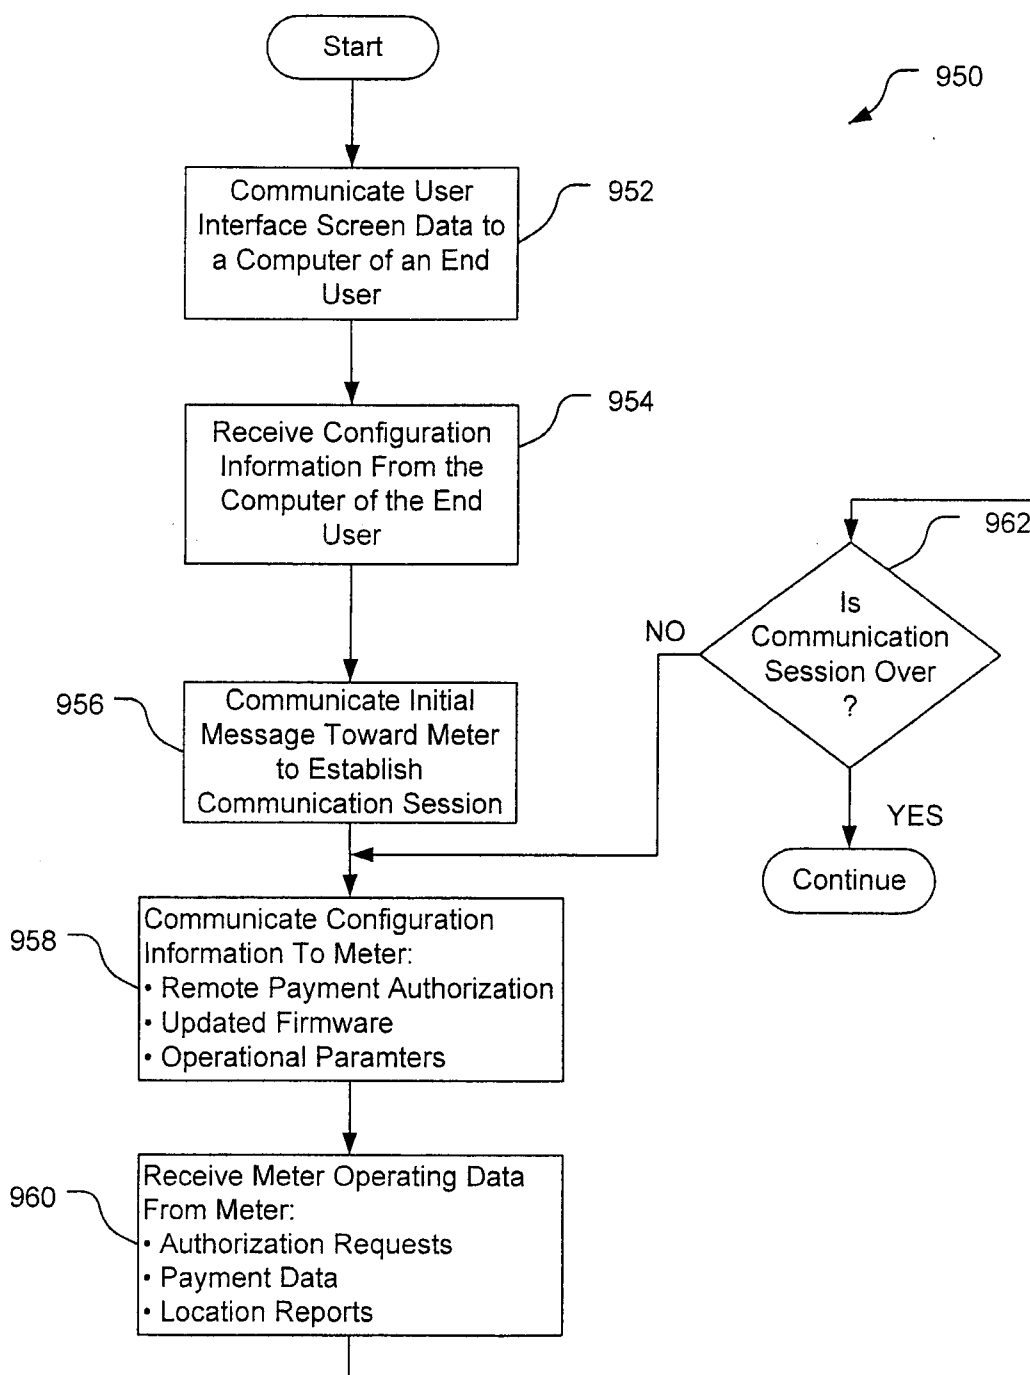 Start
950
Communicate User
Interface Screen Data to
a Computer of an End
User
952
Receive Configuration
Information From the
Computer of the End
User
954
Communicate Initial
Message Toward Meter
to Establish
Communication Session
956
Communicate Configuration
Information To Meter:
• Remote Payment Authorization
• Updated Firmware
• Operational Paramters
958
Receive Meter Operating Data
From Meter:
• Authorization Requests
• Payment Data
• Location Reports
960
962
Is
Communication
Session Over
?
NO
YES
Continue